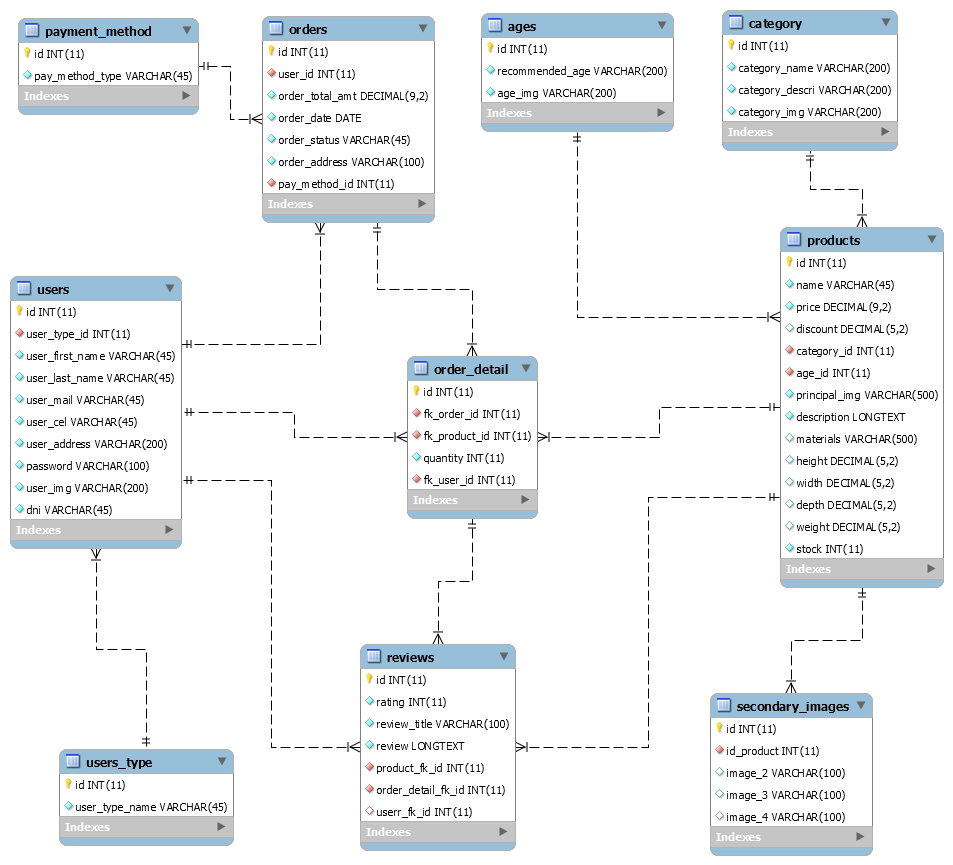 payment_method
id INT(11)
pay_method_type VARCHAR(45)
Indexes
orders
id INT(11)
user_id INT(11)
order_total_amt DECIMAL(9,2)
order_date DATE
order_status VARCHAR(45)
order_address VARCHAR(100)
pay_method_id INT(11)
Indexes
ages
id INT(11)
recommended_age VARCHAR(200)
age_img VARCHAR(200)
Indexes
category
id INT(11)
category_name VARCHAR(200)
category_descri VARCHAR(200)
category_img VARCHAR(200)
Indexes
products
id INT(11)
name VARCHAR(45)
price DECIMAL(9,2)
discount DECIMAL(5,2)
category_id INT(11)
age_id INT(11)
principal_img VARCHAR(500)
description LONGTEXT
materials VARCHAR(500)
height DECIMAL(5,2)
width DECIMAL(5,2)
depth DECIMAL(5,2)
weight DECIMAL(5,2)
stock INT(11)
Indexes
users
id INT(11)
user_type_id INT(11)
user_first_name VARCHAR(45)
user_last_name VARCHAR(45)
user_mail VARCHAR(45)
user_cel VARCHAR(45)
user_address VARCHAR(200)
password VARCHAR(100)
user_img VARCHAR(200)
dni VARCHAR(45)
Indexes
order_detail
id INT(11)
fk_order_id INT(11)
fk_product_id INT(11)
quantity INT(11)
fk_user_id INT(11)
Indexes
reviews
id INT(11)
rating INT(11)
review_title VARCHAR(100)
review LONGTEXT
product_fk_id INT(11)
order_detail_fk_id INT(11)
userr_fk_id INT(11)
Indexes
secondary_images
id INT(11)
id_product INT(11)
image_2 VARCHAR(100)
image_3 VARCHAR(100)
image_4 VARCHAR(100)
Indexes
users_type
id INT(11)
user_type_name VARCHAR(45)
Indexes